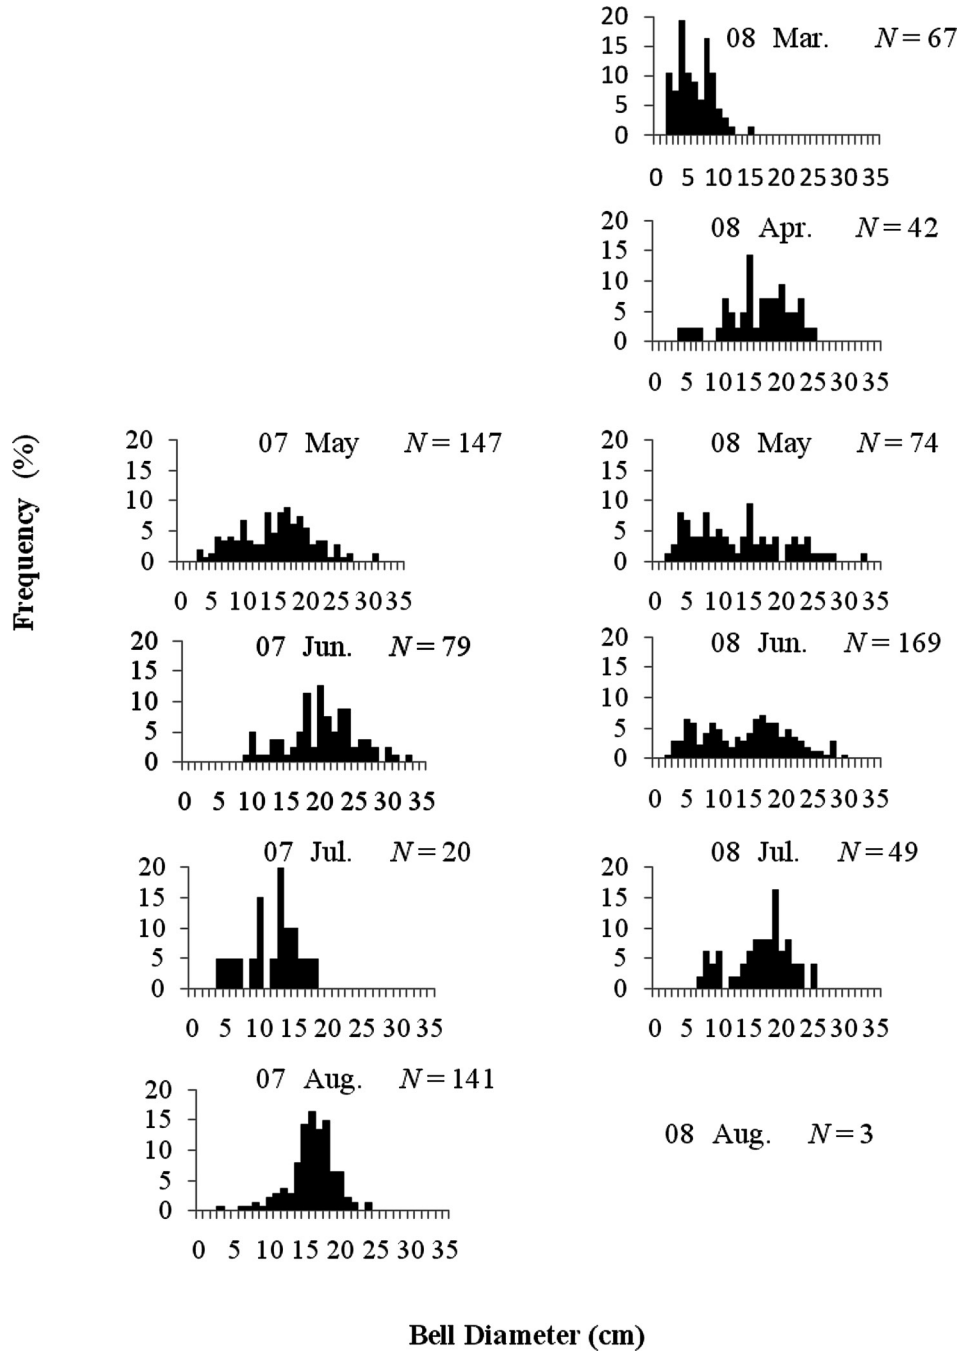 20
15
10
5
0
08 Mar. N = 67
0 5 10 15 20 25 30 35
20
15
10
5
0
08 Apr. N = 42
0 5 10 15 20 25 30 35
Frequency (%)
20
15
10
5
0
07 May N = 147
0 5 10 15 20 25 30 35
20
15
10
5
0
08 May N = 74
0 5 10 15 20 25 30 35
20
15
10
5
0
07 Jun. N = 79
0 5 10 15 20 25 30 35
20
15
10
5
0
08 Jun. N = 169
0 5 10 15 20 25 30 35
20
15
10
5
0
07 Jul. N = 20
0 5 10 15 20 25 30 35
20
15
10
5
0
08 Jul. N = 49
0 5 10 15 20 25 30 35
20
15
10
5
0
07 Aug. N = 141
0 5 10 15 20 25 30 35
08 Aug. N = 3
Bell Diameter (cm)